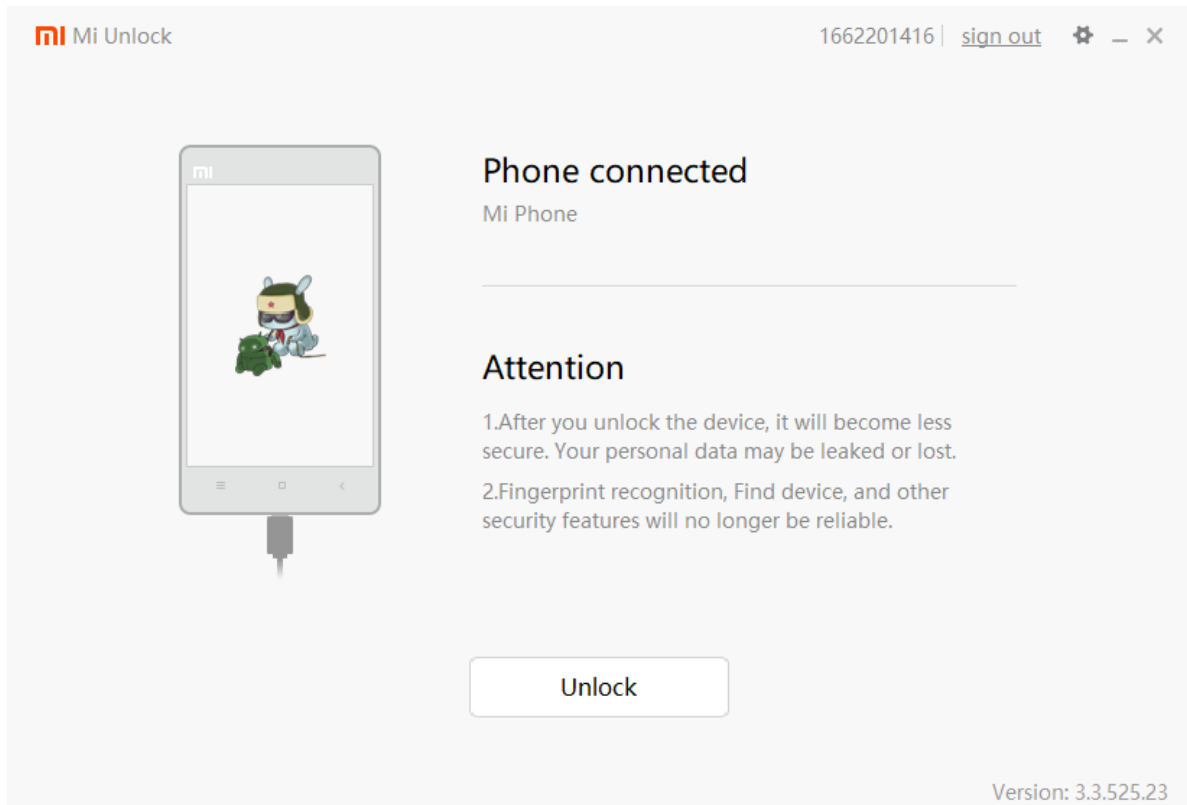 mi Mi Unlock 1662201416 sign out
mi
Phone connected
Mi Phone
Attention
1.After you unlock the device, it will become less
secure. Your personal data may be leaked or lost.
2.Fingerprint recognition, Find device, and other
security features will no longer be reliable.
Unlock
Version: 3.3.525.23